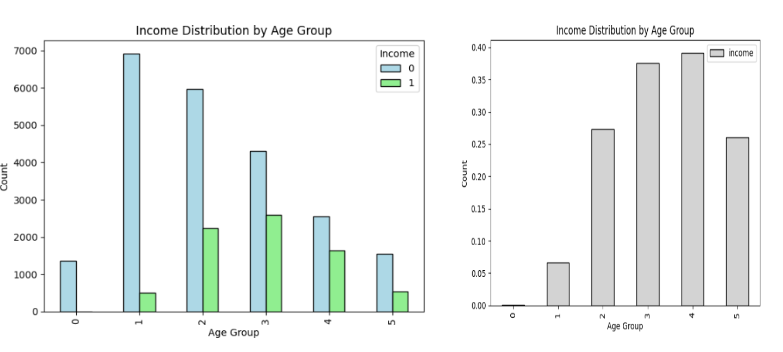 Income Distribution by Age Group
7000
6000
5000
4000
3000
2000
1000
0
Count
Income
0
1
0 1 2 3 4 5
Age Group
Income Distribution by Age Group
0.40
0.35
0.30
0.25
0.20
0.15
0.10
0.05
0.00
Count
income
0 1 2 3 4 5
Age Group